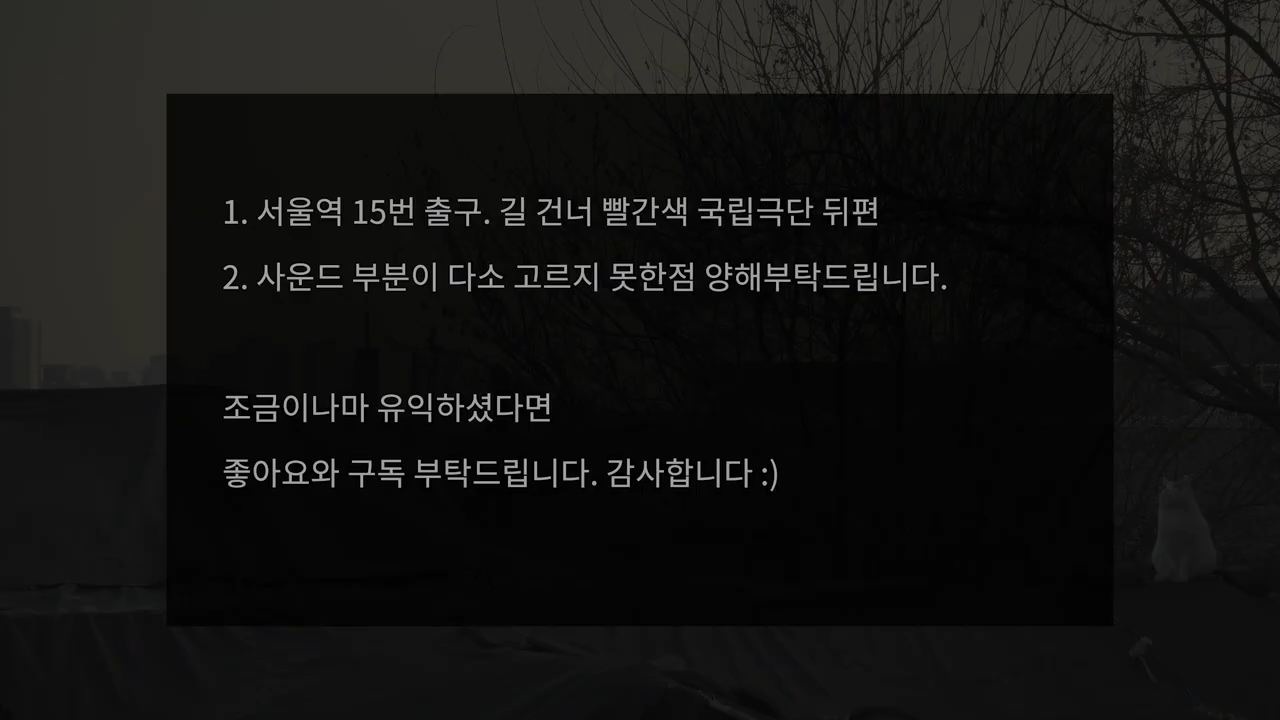 1. 서울역 15번 출구. 길 건너 빨간색 국립극단 뒤편
2. 사운드 부분이 다소 고르지 못한점 양해부탁드립니다.
조금이나마 유익하셨다면
좋아요와 구독 부탁드립니다. 감사합니다 :)